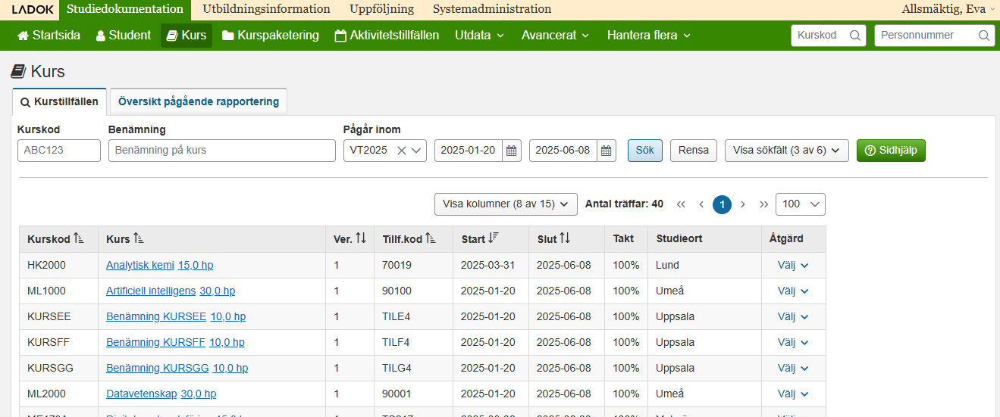 LADOK Studiedokumentation Utbildningsinformation Uppföljning Systemadministration Allsmäktig, Eva
Startsida Student Kurs Kurspaketering Aktivitetstillfällen Utdata Avancerat Hantera flera Kurskod Personnummer
Kurs
Kurstillfällen Översikt pågående rapportering
Kurskod Benämning Pågår inom
ABC123 Benämning på kurs VT2025 2025-01-20 2025-06-08 Sök Rensa Visa sökfält (3 av 6) Sidhjälp
Visa kolumner (8 av 15) Antal träffar: 40 1 100
Kurskod Kurs Ver. Tillf.kod Start Slut Takt Studieort Åtgärd
HK2000 Analytisk kemi 15,0 hp 1 70019 2025-03-31 2025-06-08 100% Lund Välj
ML1000 Artificiell intelligens 30,0 hp 1 90100 2025-01-20 2025-06-08 100% Umeå Välj
KURSEE Benämning KURSEE 10,0 hp 1 TILE4 2025-01-20 2025-06-08 100% Uppsala Välj
KURSFF Benämning KURSFF 10,0 hp 1 TILF4 2025-01-20 2025-06-08 100% Uppsala Välj
KURSGG Benämning KURSGG 10,0 hp 1 TILG4 2025-01-20 2025-06-08 100% Uppsala Välj
ML2000 Datavetenskap 30,0 hp 1 90001 2025-01-20 2025-06-08 100% Umeå Välj